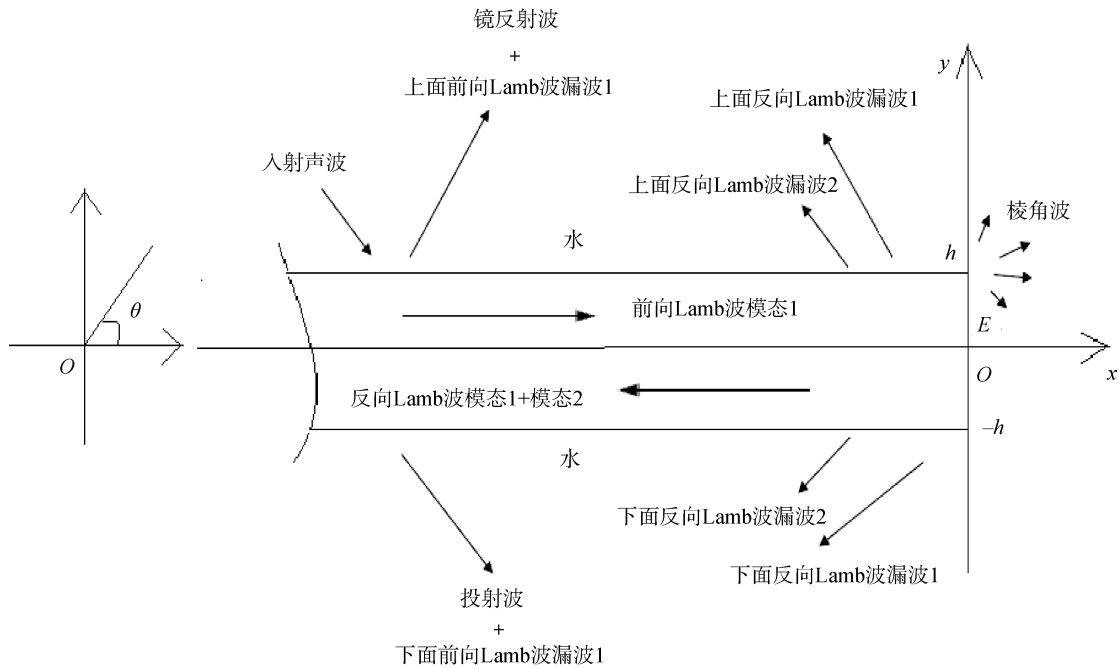 镜反射波
+
上面前向Lamb波漏波1
y
上面反向Lamb波漏波1
入射声波
上面反向Lamb波漏波2
棱角波
水
h
θ
前向Lamb波模态1
E
O
O
x
反向Lamb波模态1+模态2
–h
水
下面反向Lamb波漏波2
下面反向Lamb波漏波1
投射波
+
下面前向Lamb波漏波1